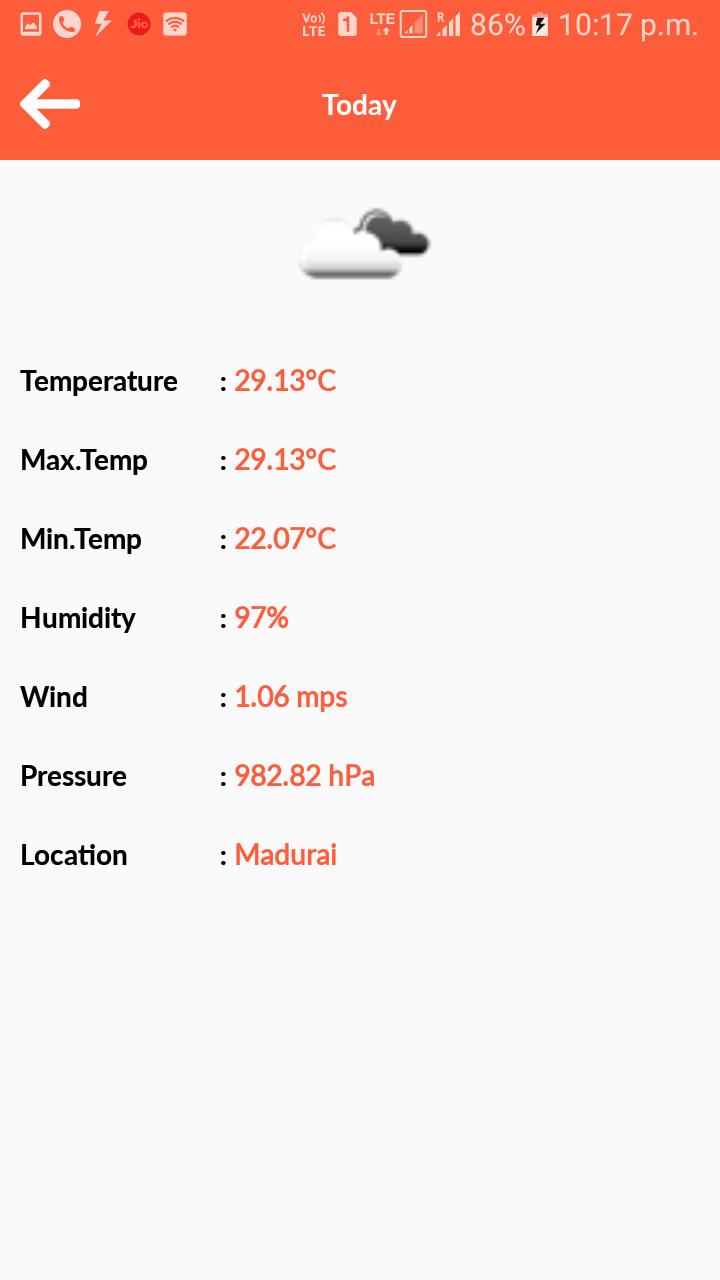 Jio Vo) LTE 1 LTE R 86% 10:17 p.m.
Today
Temperature : 29.13°C
Max.Temp : 29.13°C
Min.Temp : 22.07°C
Humidity : 97%
Wind : 1.06 mps
Pressure : 982.82 hPa
Location : Madurai